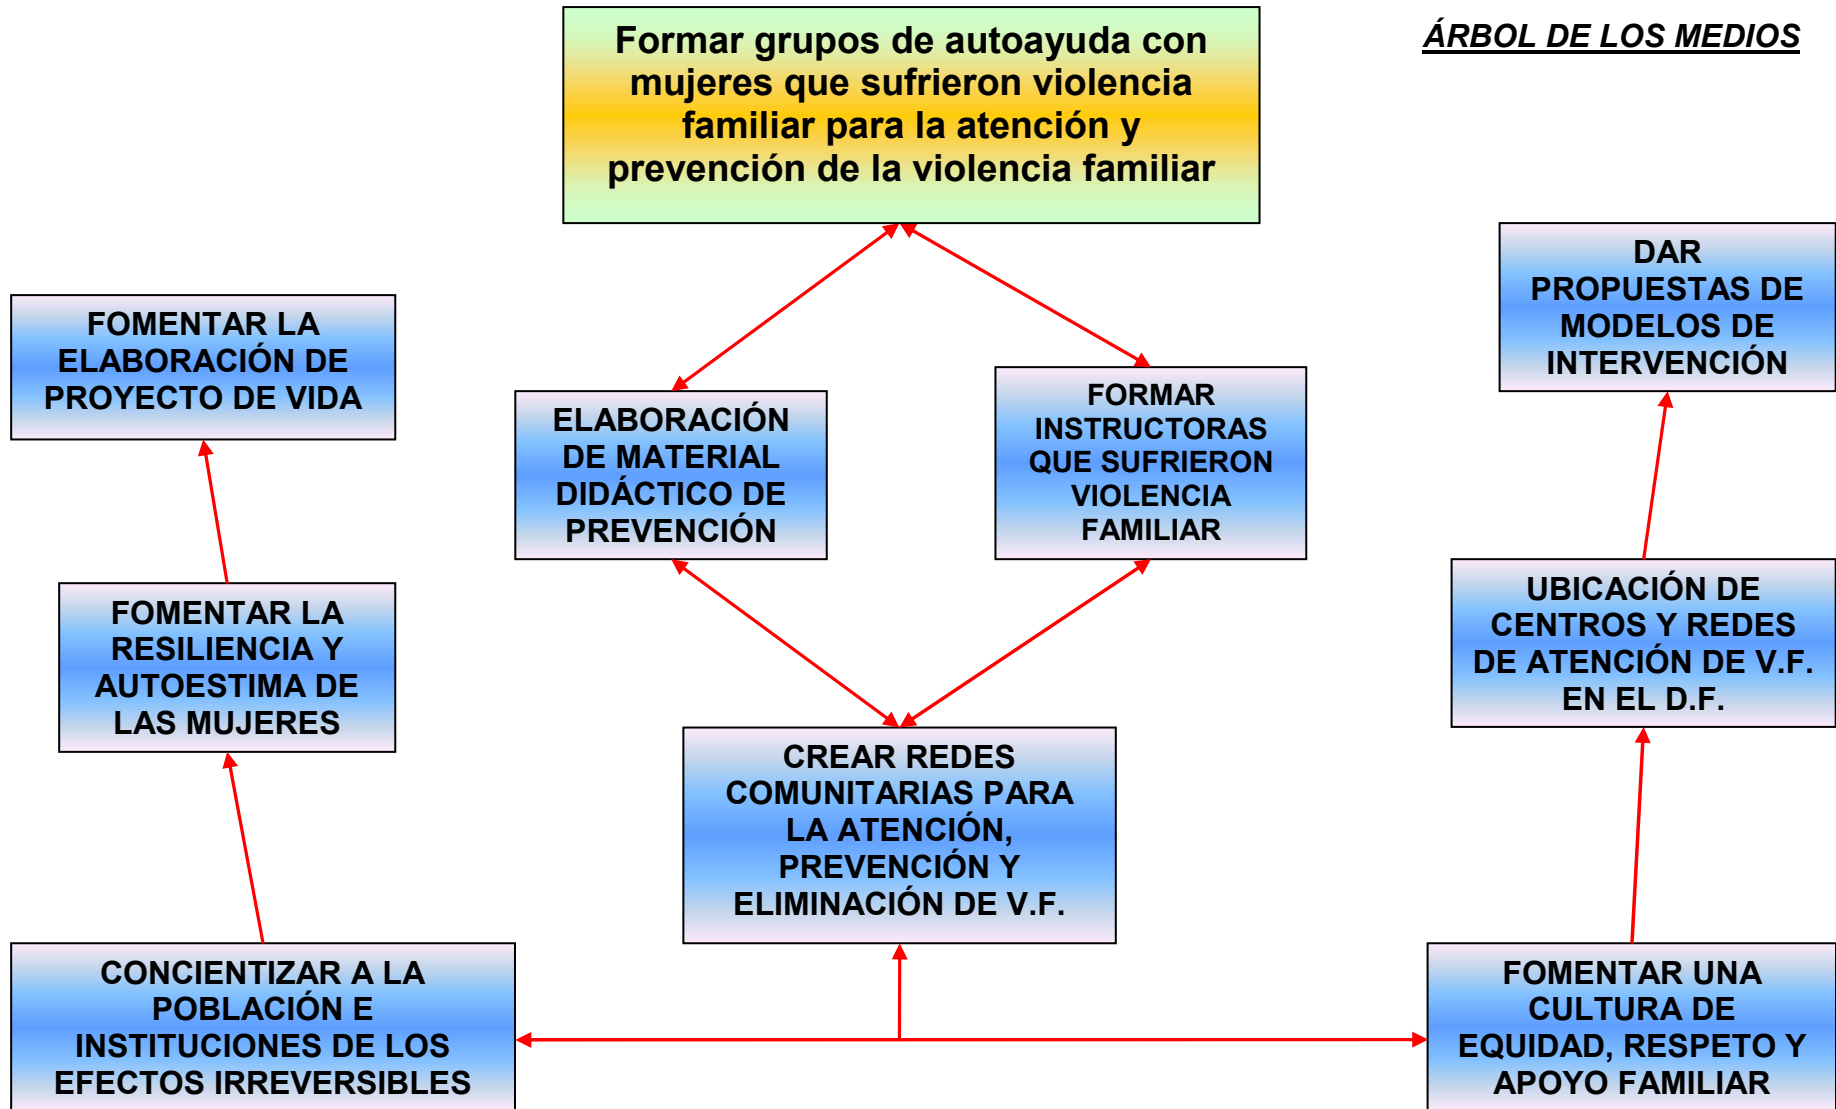 ÁRBOL DE LOS MEDIOS
Formar grupos de autoayuda con
mujeres que sufrieron violencia
familiar para la atención y
prevención de la violencia familiar
FOMENTAR LA
ELABORACIÓN DE
PROYECTO DE VIDA
ELABORACIÓN
DE MATERIAL
DIDÁCTICO DE
PREVENCIÓN
FORMAR
INSTRUCTORAS
QUE SUFRIERON
VIOLENCIA
FAMILIAR
DAR
PROPUESTAS DE
MODELOS DE
INTERVENCIÓN
FOMENTAR LA
RESILIENCIA Y
AUTOESTIMA DE
LAS MUJERES
CREAR REDES
COMUNITARIAS PARA
LA ATENCIÓN,
PREVENCIÓN Y
ELIMINACIÓN DE V.F.
UBICACIÓN DE
CENTROS Y REDES
DE ATENCIÓN DE V.F.
EN EL D.F.
CONCIENTIZAR A LA
POBLACIÓN E
INSTITUCIONES DE LOS
EFECTOS IRREVERSIBLES
FOMENTAR UNA
CULTURA DE
EQUIDAD, RESPETO Y
APOYO FAMILIAR